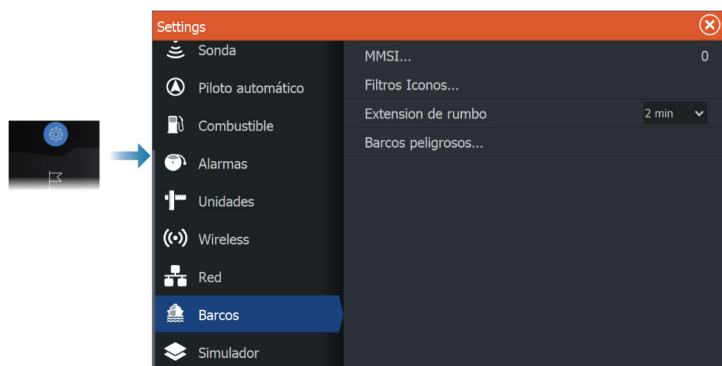 Settings
Sonda
Piloto automático
Combustible
Alarmas
Unidades
Wireless
Red
Barcos
Simulador
MMSI... 0
Filtros Iconos...
Extension de rumbo 2 min
Barcos peligrosos...